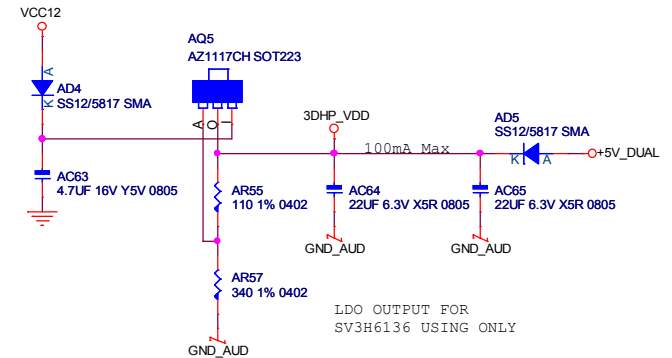 VCC12
AQ5
AZ1117CH SOT223
A
AD4
K
SS12/5817 SMA
A
O
I
3DHP_VDD
100mA Max
AD5
SS12/5817 SMA
K
A
+5V_DUAL
AC63
4.7UF 16V Y5V 0805
AR55
110 1% 0402
AC64
22UF 6.3V X5R 0805
AC65
22UF 6.3V X5R 0805
GND_AUD
GND_AUD
AR57
340 1% 0402
LDO OUTPUT FOR
SV3H6136 USING ONLY
GND_AUD